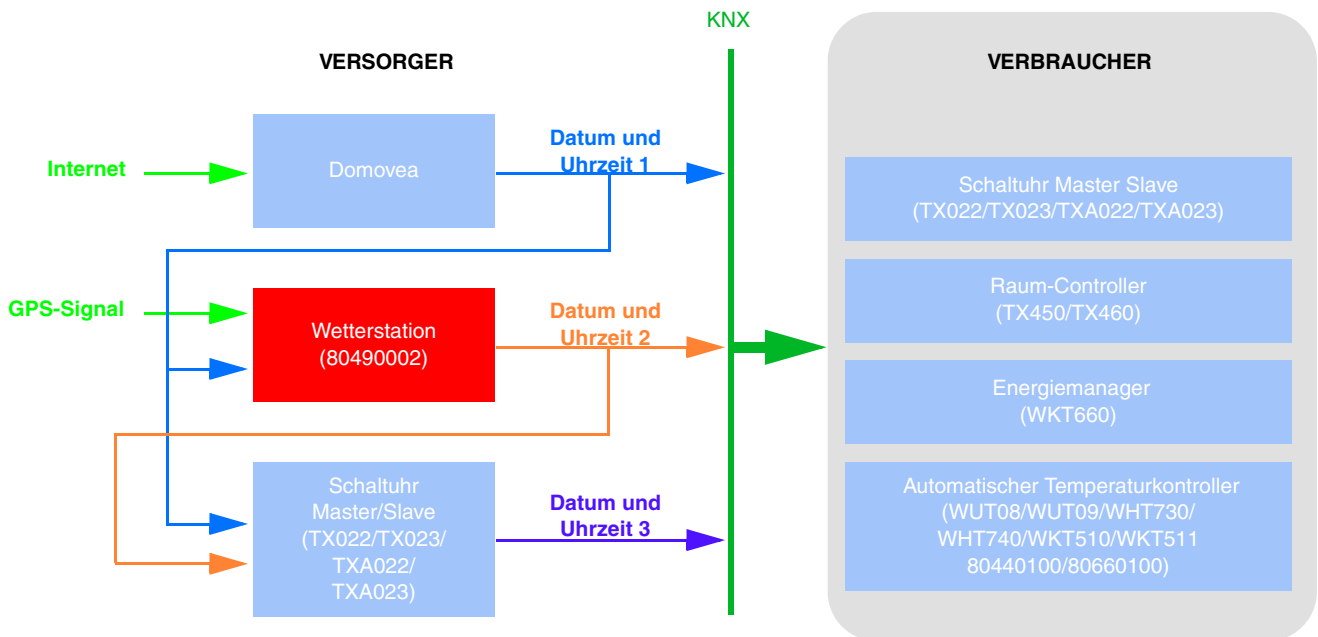 KNX
VERSORGER
VERBRAUCHER
Internet
Domovea
Datum und
Uhrzeit 1
GPS-Signal
Wetterstation
(80490002)
Datum und
Uhrzeit 2
Schaltuhr
Master/Slave
(TX022/TX023/
TXA022/
TXA023)
Datum und
Uhrzeit 3
Schaltuhr Master Slave
(TX022/TX023/TXA022/TXA023)
Raum-Controller
(TX450/TX460)
Energiemanager
(WKT660)
Automatischer Temperaturkontroller
(WUT08/WUT09/WHT730/
WHT740/WKT510/WKT511
80440100/80660100)